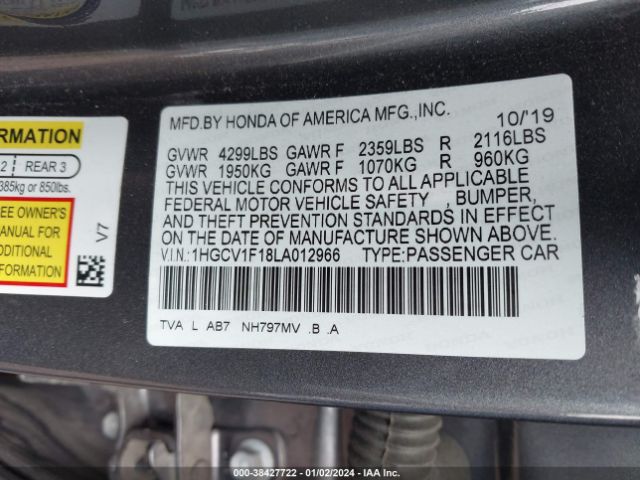 MFD.BY HONDA OF AMERICA MFG.,INC. 10/'19
GVWR 4299LBS GAWR F 2359LBS R 2116LBS
GVWR 1950KG GAWR F 1070KG R 960KG
THIS VEHICLE CONFORMS TO ALL APPLICABLE
FEDERAL MOTOR VEHICLE SAFETY , BUMPER,
AND THEFT PREVENTION STANDARDS IN EFFECT
ON THE DATE OF MANUFACTURE SHOWN ABOVE.
V.I.N.:1HGCV1F18LA012966 TYPE:PASSENGER CAR
TVA L AB7 NH797MV .B .A
RMATION
2 REAR 3
385kg or 850lbs.
EE OWNER'S
MANUAL FOR
DDITIONAL
FORMATION
V7
000-38427722 - 01/02/2024 - IAA Inc.